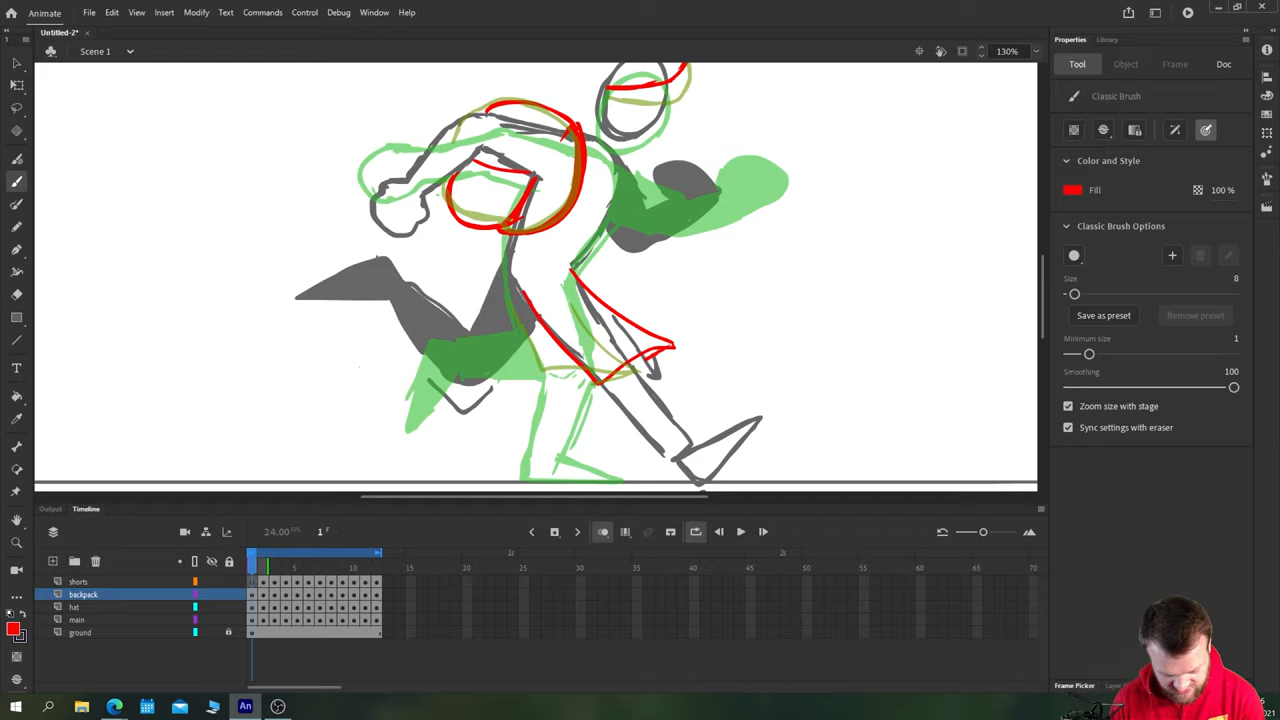 Animate File Edit View Insert Modify Text Commands Control Debug Window Help
Untitled-2* ×
Scene 1 130%
Properties Library
Tool Object Frame Doc
Classic Brush
Color and Style
Fill 100 %
Classic Brush Options
Size
8
Save as preset Remove preset
Minimum size 1
Smoothing 100
Zoom size with stage
Sync settings with eraser
Output Timeline
24.00 FPS 1 F
1s 2s
5 10 15 20 25 30 35 40 45 50 55 60 65 70
shorts
backpack
hat
main
ground
Frame Picker
An